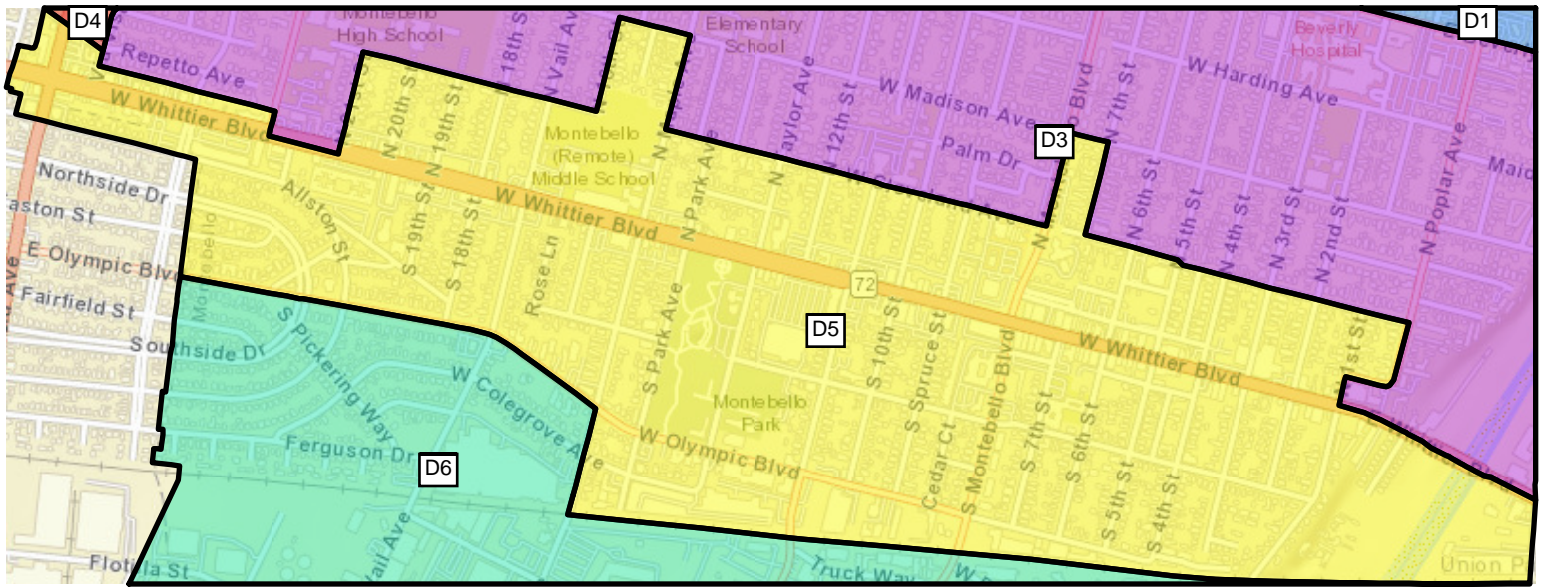 D4
D1
Montebello
High School
Elementary
School
Beverly
Hospital
Repetto Ave
N 18th St
N Vail Av
W Harding Ave
W Madison Ave
N 7th St
W Whittier Blvd
N 20th St
N 19th St
Montebello
(Remote)
Middle School
Taylor Ave
N 12th St
Palm Dr
D3
N Poplar Ave
Northside Dr
Allston St
S 19th St
S 18th St
W Whittier Blvd
N Park Ave
N 6th St
5th St
N 4th St
N 3rd St
N 2nd St
aston St
E Olympic Blv
Fairfield St
Southside Dr
Rose Ln
72
D5
S Park Ave
S 10th St
S Spruce St
W Whittier Blvd
1st St
S Pickering Way
W Colegrove Ave
Montebello
Park
S Montebello Blvd
Ferguson Dr
D6
W Olympic Blvd
Cedar Ct
S 7th St
S 6th St
S 5th St
S 4th St
Vail Ave
Flotilla St
Truck Way
Union P